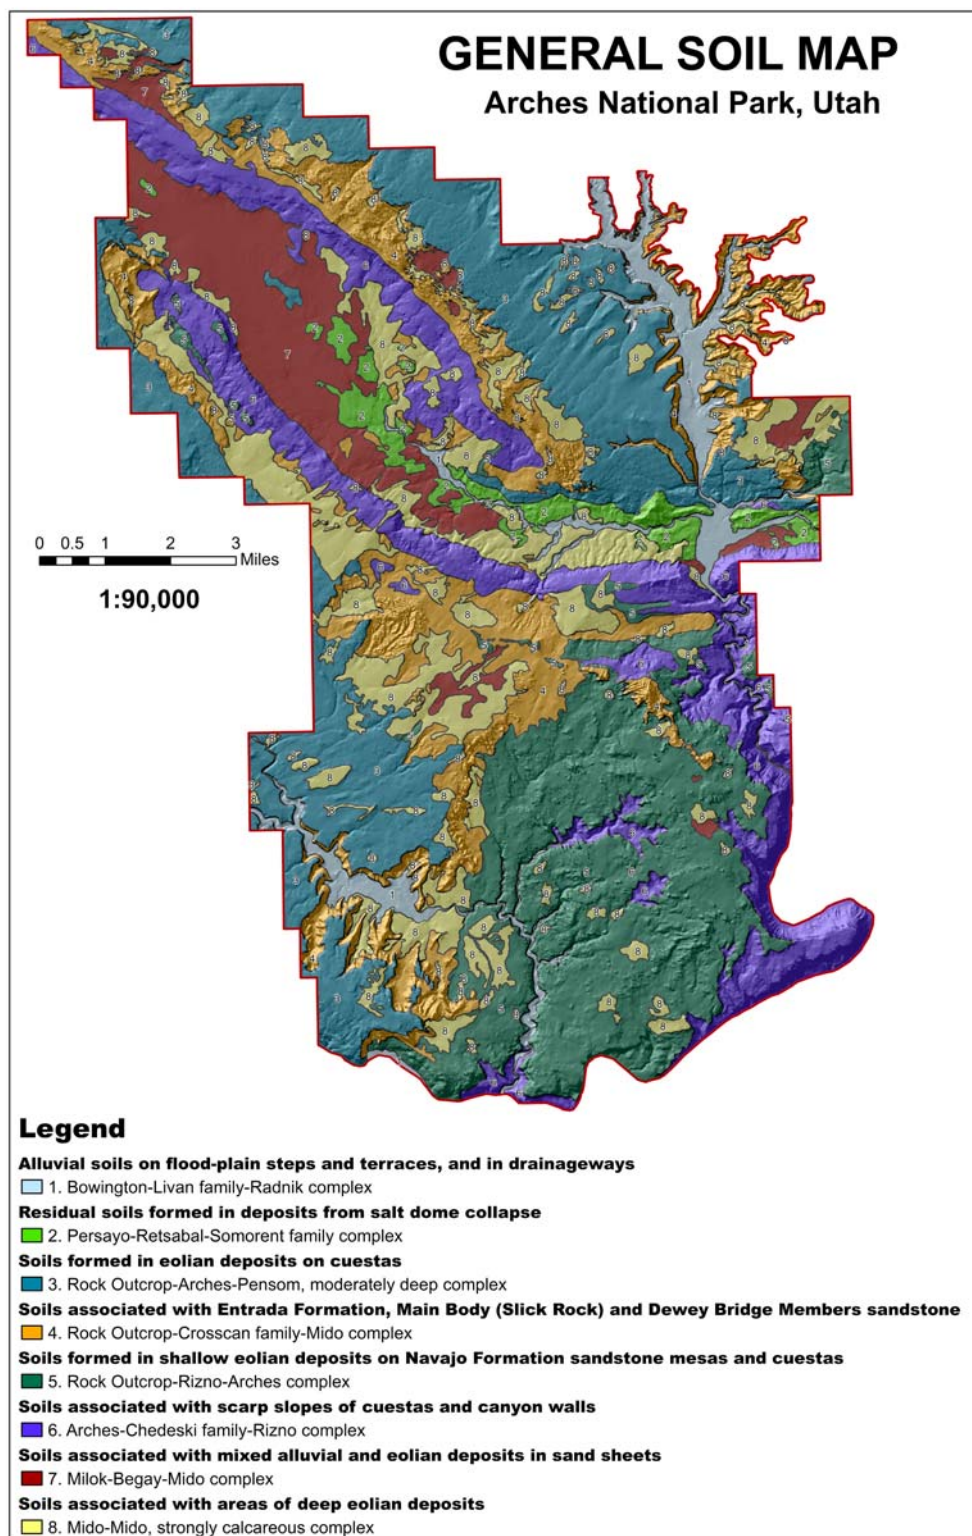 GENERAL SOIL MAP
Arches National Park, Utah
0 0.5 1 2 3
Miles
1:90,000
Legend
Alluvial soils on flood-plain steps and terraces, and in drainageways
1. Bowington-Livan family-Radnik complex
Residual soils formed in deposits from salt dome collapse
2. Persayo-Retsabal-Somorent family complex
Soils formed in eolian deposits on cuestas
3. Rock Outcrop-Arches-Pensom, moderately deep complex
Soils associated with Entrada Formation, Main Body (Slick Rock) and Dewey Bridge Members sandstone
4. Rock Outcrop-Crosscan family-Mido complex
Soils formed in shallow eolian deposits on Navajo Formation sandstone mesas and cuestas
5. Rock Outcrop-Rizno-Arches complex
Soils associated with scarp slopes of cuestas and canyon walls
6. Arches-Chedeski family-Rizno complex
Soils associated with mixed alluvial and eolian deposits in sand sheets
7. Milok-Begay-Mido complex
Soils associated with areas of deep eolian deposits
8. Mido-Mido, strongly calcareous complex